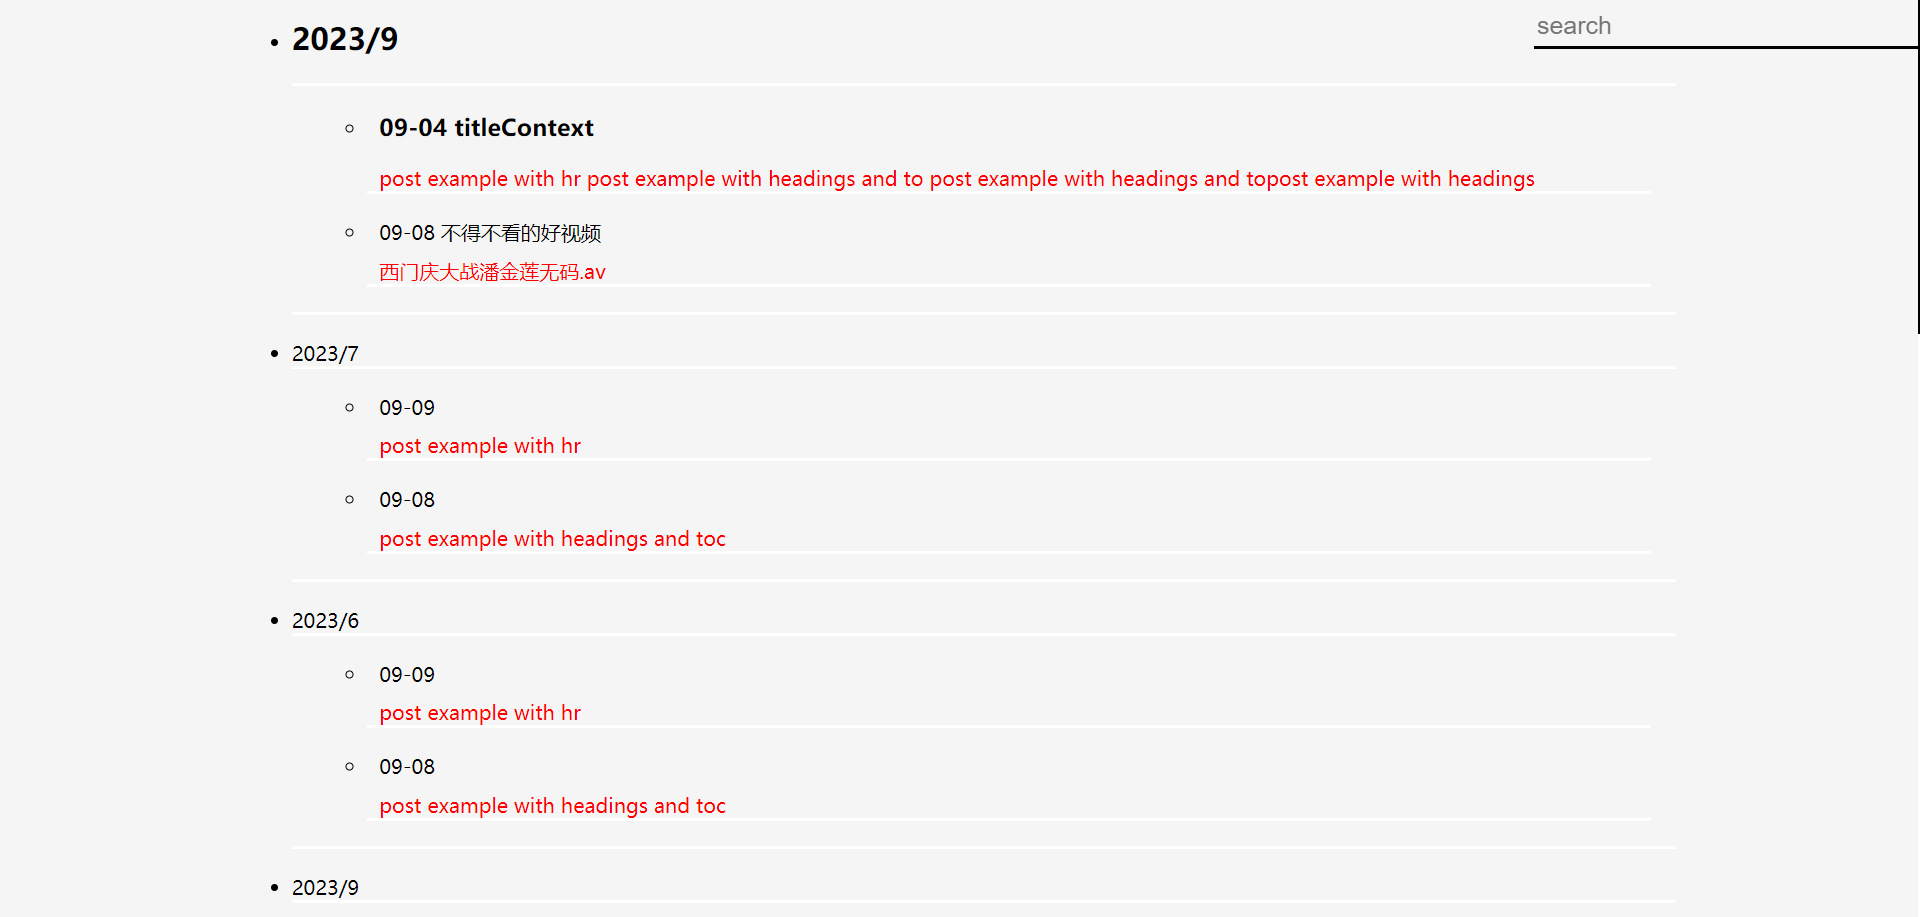 search
2023/9
09-04 titleContext
post example with hr post example with headings and to post example with headings and topost example with headings
09-08 不得不看的好视频
西门庆大战潘金莲无码.av
2023/7
09-09
post example with hr
09-08
post example with headings and toc
2023/6
09-09
post example with hr
09-08
post example with headings and toc
2023/9